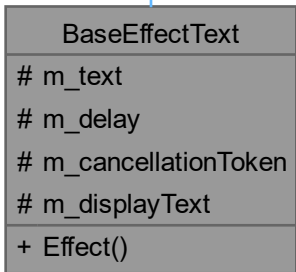 BaseEffectText
# m_text
# m_delay
# m_cancellationToken
# m_displayText
+ Effect()